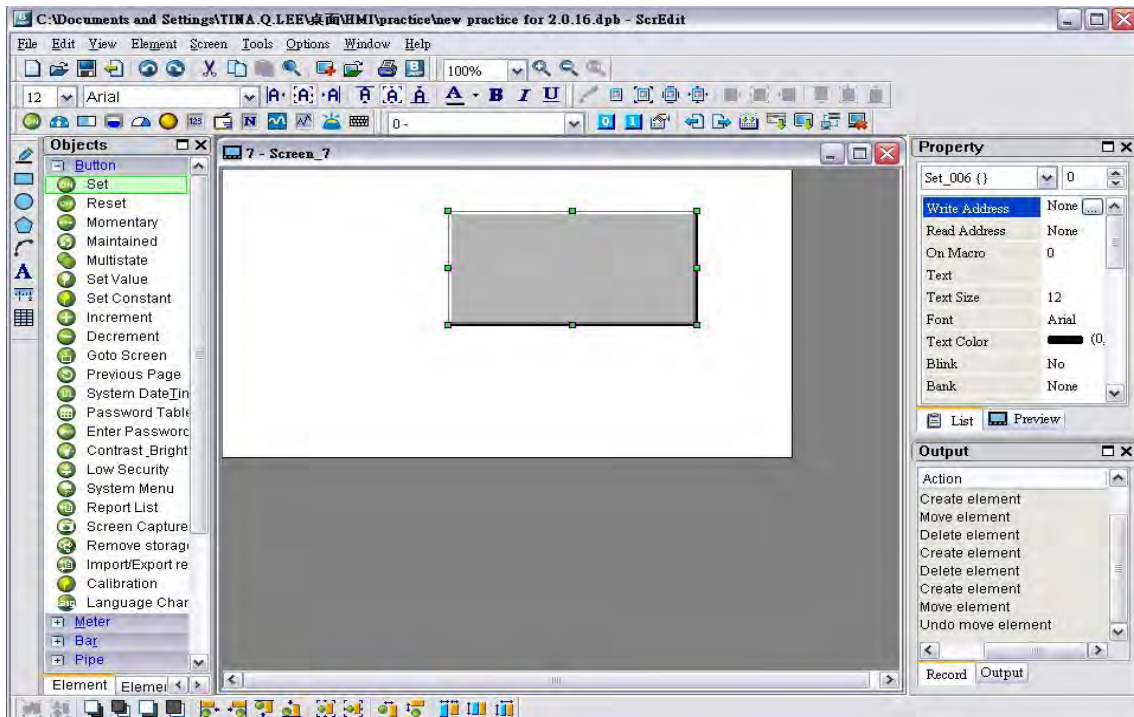 C:\Documents and Settings\TINA.Q.LEE\桌面\HMI\practice\new practice for 2.0.16.dpb - ScrEdit
File Edit View Element Screen Tools Options Window Help
100%
12 Arial
A B I U
123 N 0 - 0 1
Objects
Button
Set
Reset
Momentary
Maintained
Multistate
Set Value
Set Constant
Increment
Decrement
Goto Screen
Previous Page
System DateTin
Password Table
Enter Password
Contrast_Bright
Low Security
System Menu
Report List
Screen Capture
Remove storag
Import/Export re
Calibration
Language Char
Meter
Bar
Pipe
Element Elemei
7 - Screen_7
Property
Set_006 {} 0
Write Address None ...
Read Address None
On Macro 0
Text
Text Size 12
Font Arial
Text Color (0,
Blink No
Bank None
List Preview
Output
Action
Create element
Move element
Delete element
Create element
Delete element
Create element
Move element
Undo move element
Record Output